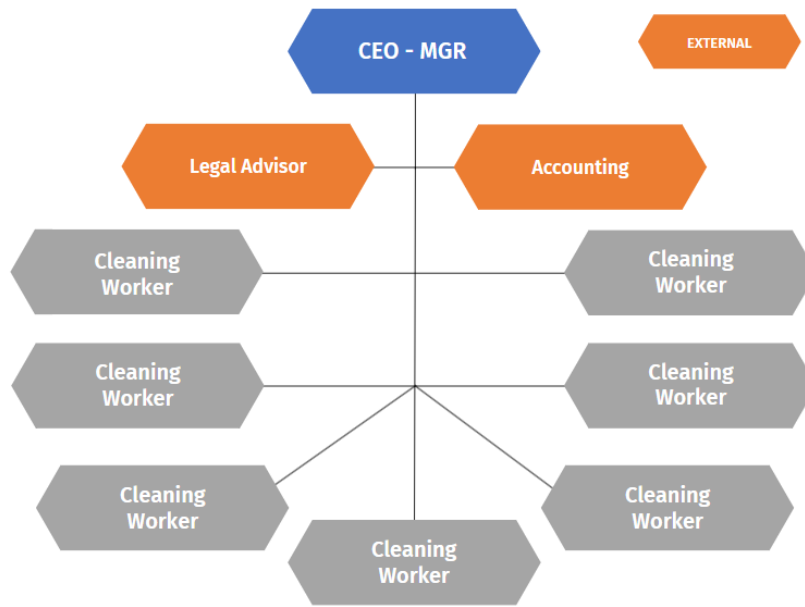 CEO - MGR
EXTERNAL
Legal Advisor
Accounting
Cleaning
Worker
Cleaning
Worker
Cleaning
Worker
Cleaning
Worker
Cleaning
Worker
Cleaning
Worker
Cleaning
Worker